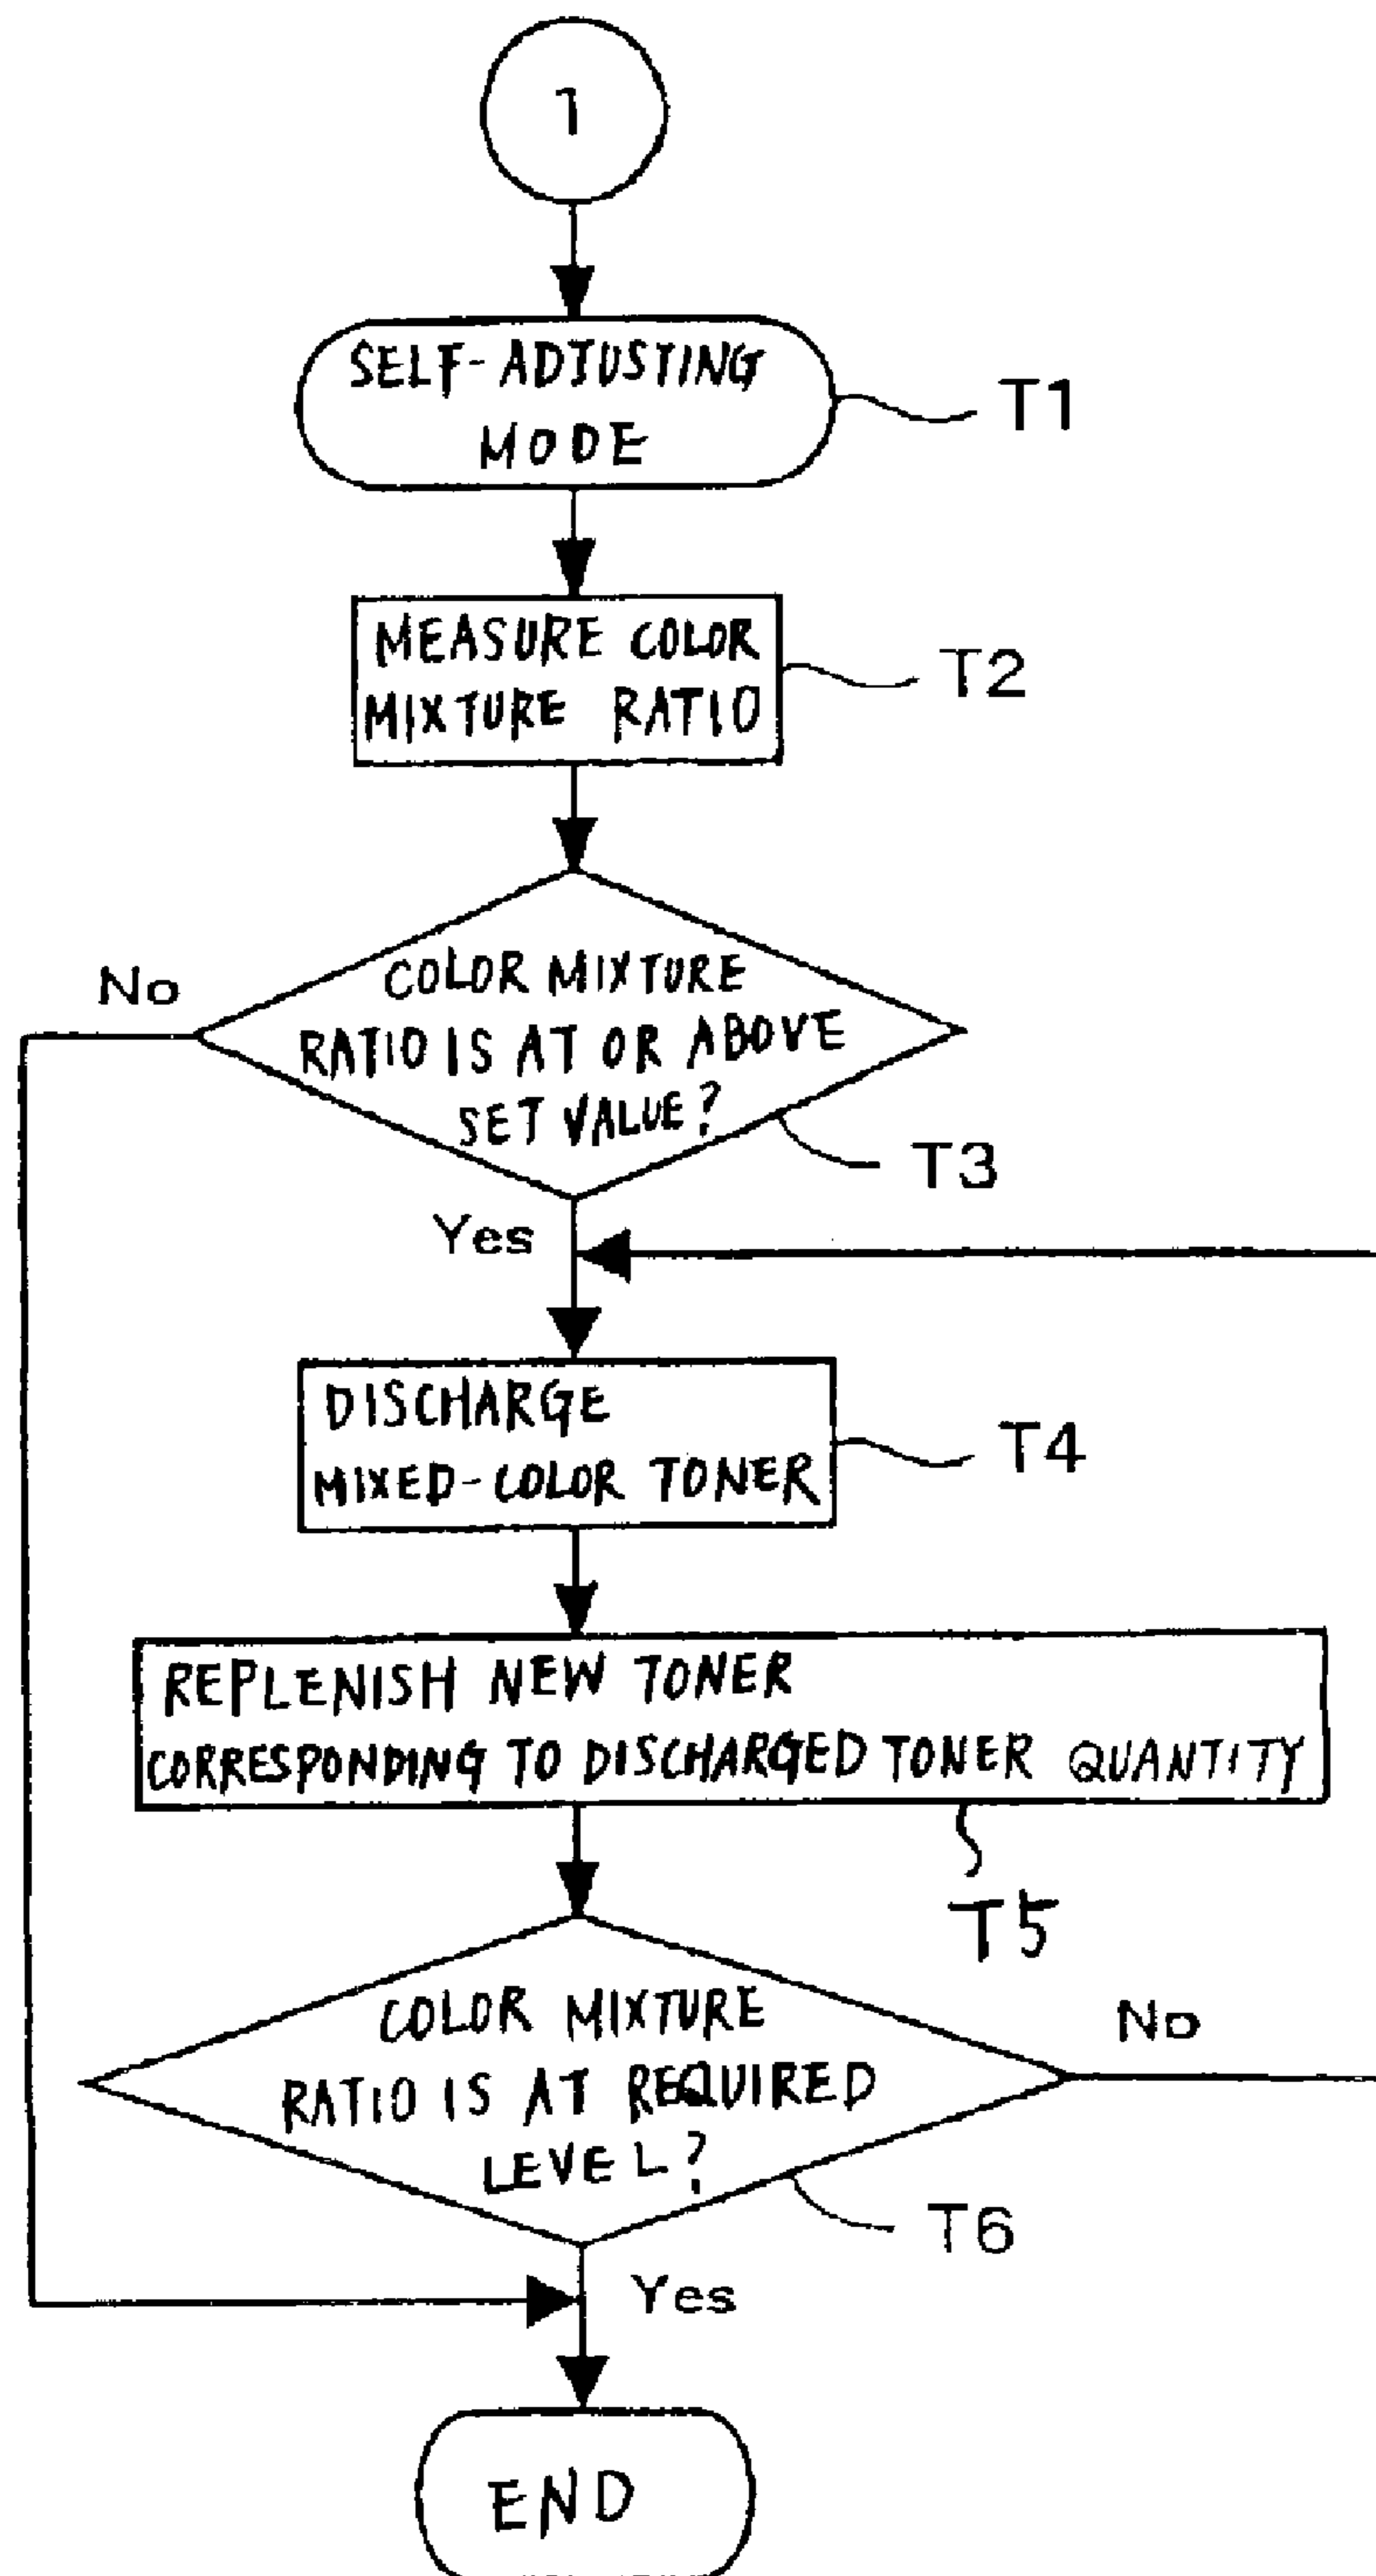 1
SELF-ADJUSTING
MODE
T1
MEASURE COLOR
MIXTURE RATIO
T2
No
COLOR MIXTURE
RATIO IS AT OR ABOVE
SET VALUE?
T3
Yes
DISCHARGE
MIXED-COLOR TONER
T4
REPLENISH NEW TONER
CORRESPONDING TO DISCHARGED TONER QUANTITY
T5
COLOR MIXTURE
RATIO IS AT REQUIRED
LEVEL?
No
T6
Yes
END